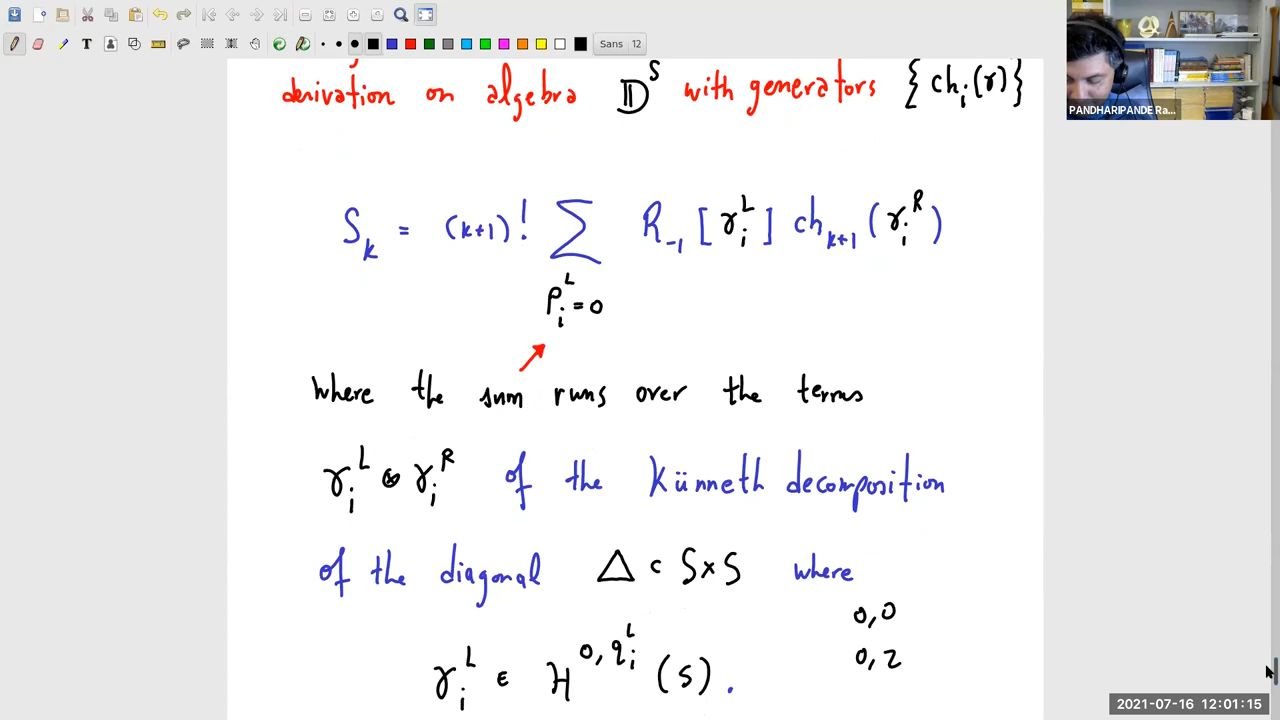 Sans 12
derivation on algebra 𝔻^S with generators { ch_i(γ) }
S_k = (k+1)! ∑ R_{-1} [ γ_i^L ] ch_{k+1} ( γ_i^R )
p_i^L = 0
where the sum runs over the terms
γ_i^L ⊗ γ_i^R of the Künneth decomposition
of the diagonal Δ ⊂ S×S where
0,0
0,2
γ_i^L ∈ H^{0, q_i^L} (S).
PANDHARIPANDE Ra...
2021-07-16 12:01:15